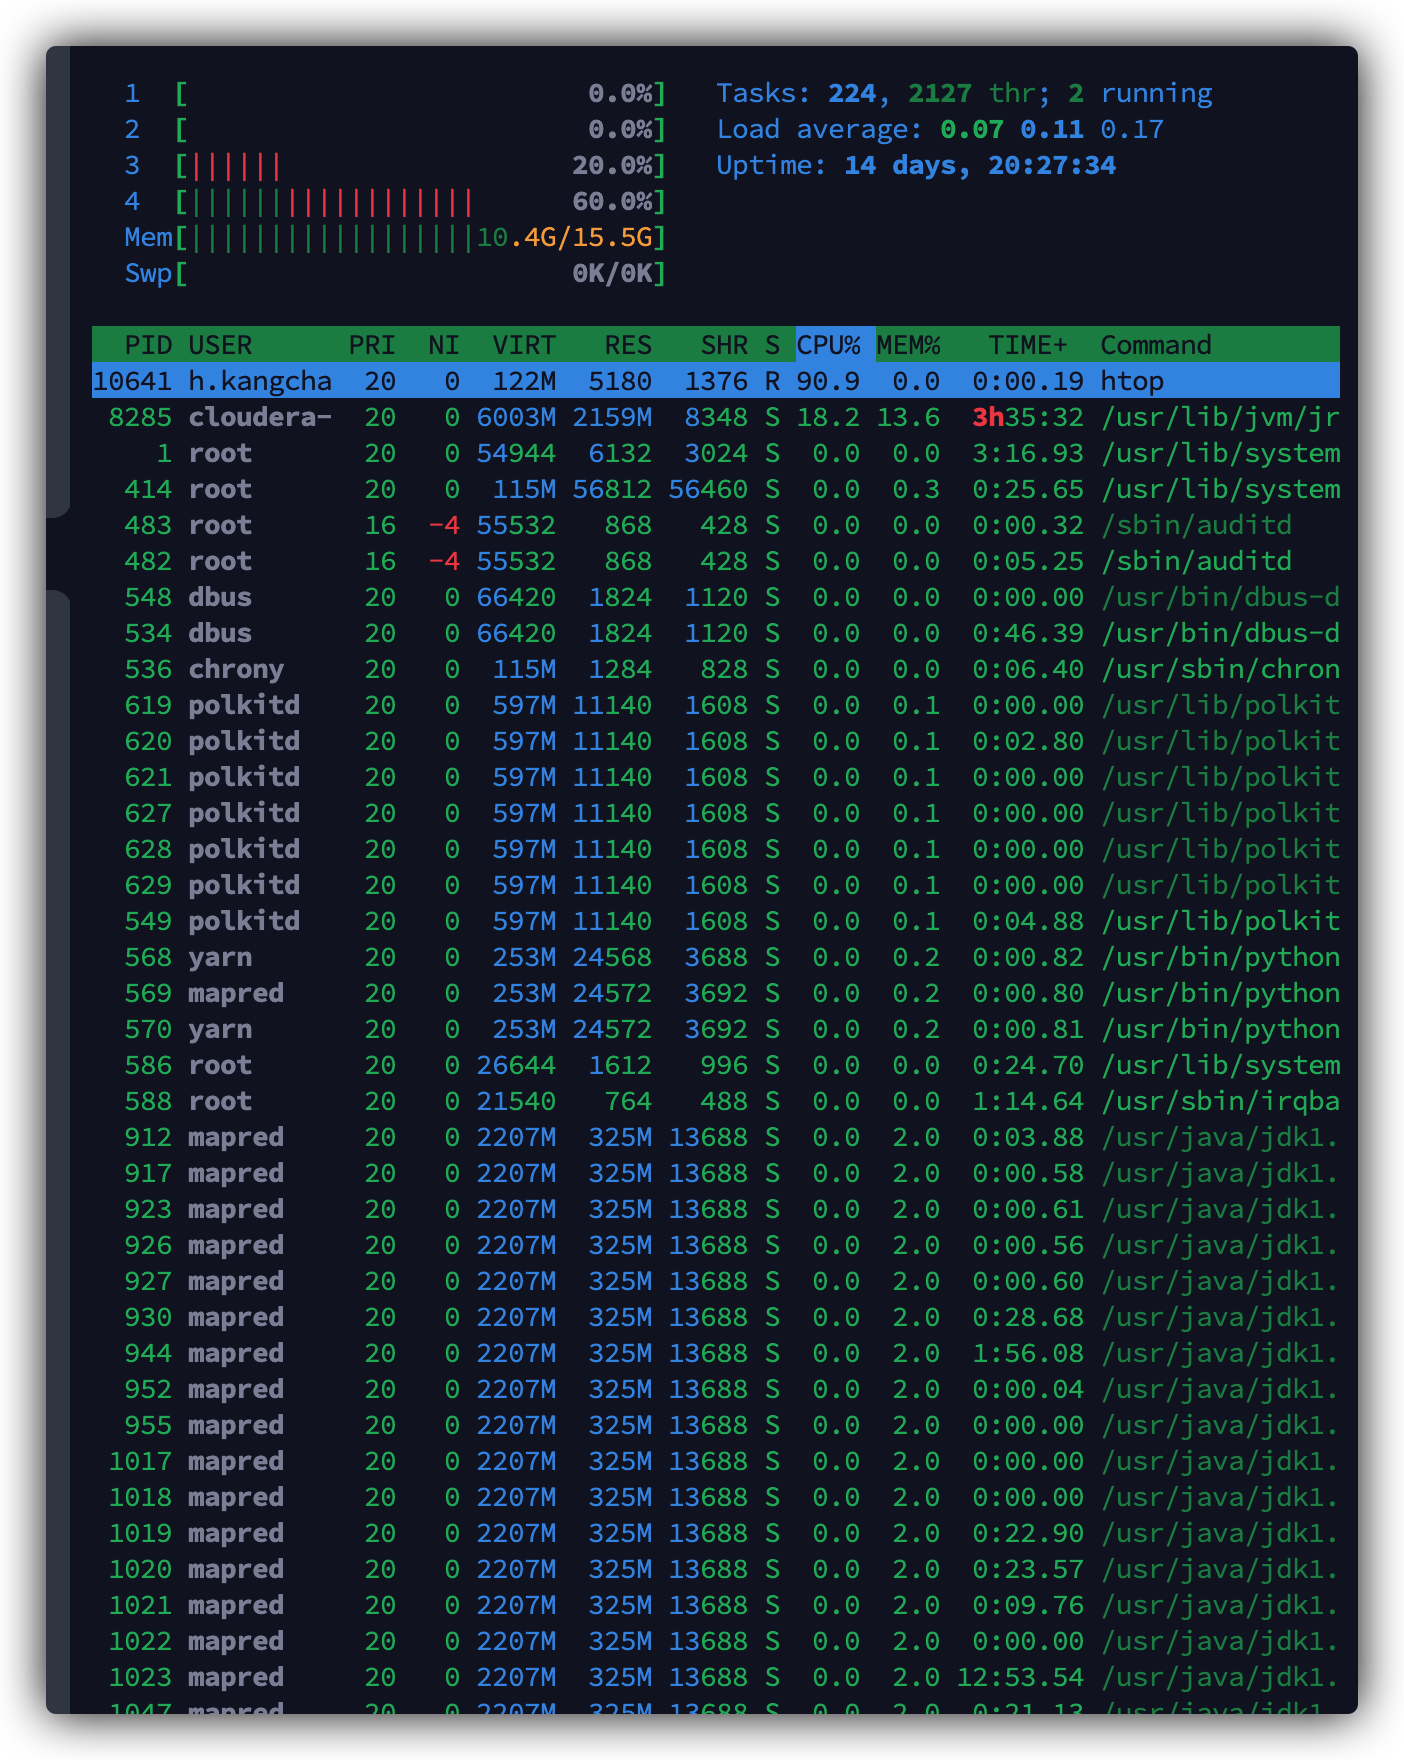 1 [ 0.0%] Tasks: 224, 2127 thr; 2 running
2 [ 0.0%] Load average: 0.07 0.11 0.17
3 [|||||| 20.0%] Uptime: 14 days, 20:27:34
4 [|||||||||||||||||| 60.0%]
Mem[||||||||||||||||||10.4G/15.5G]
Swp[ 0K/0K]
PID USER PRI NI VIRT RES SHR S CPU% MEM% TIME+ Command
10641 h.kangcha 20 0 122M 5180 1376 R 90.9 0.0 0:00.19 htop
8285 cloudera- 20 0 6003M 2159M 8348 S 18.2 13.6 3h35:32 /usr/lib/jvm/jr
1 root 20 0 54944 6132 3024 S 0.0 0.0 3:16.93 /usr/lib/system
414 root 20 0 115M 56812 56460 S 0.0 0.3 0:25.65 /usr/lib/system
483 root 16 -4 55532 868 428 S 0.0 0.0 0:00.32 /sbin/auditd
482 root 16 -4 55532 868 428 S 0.0 0.0 0:05.25 /sbin/auditd
548 dbus 20 0 66420 1824 1120 S 0.0 0.0 0:00.00 /usr/bin/dbus-d
534 dbus 20 0 66420 1824 1120 S 0.0 0.0 0:46.39 /usr/bin/dbus-d
536 chrony 20 0 115M 1284 828 S 0.0 0.0 0:06.40 /usr/sbin/chron
619 polkitd 20 0 597M 11140 1608 S 0.0 0.1 0:00.00 /usr/lib/polkit
620 polkitd 20 0 597M 11140 1608 S 0.0 0.1 0:02.80 /usr/lib/polkit
621 polkitd 20 0 597M 11140 1608 S 0.0 0.1 0:00.00 /usr/lib/polkit
627 polkitd 20 0 597M 11140 1608 S 0.0 0.1 0:00.00 /usr/lib/polkit
628 polkitd 20 0 597M 11140 1608 S 0.0 0.1 0:00.00 /usr/lib/polkit
629 polkitd 20 0 597M 11140 1608 S 0.0 0.1 0:00.00 /usr/lib/polkit
549 polkitd 20 0 597M 11140 1608 S 0.0 0.1 0:04.88 /usr/lib/polkit
568 yarn 20 0 253M 24568 3688 S 0.0 0.2 0:00.82 /usr/bin/python
569 mapred 20 0 253M 24572 3692 S 0.0 0.2 0:00.80 /usr/bin/python
570 yarn 20 0 253M 24572 3692 S 0.0 0.2 0:00.81 /usr/bin/python
586 root 20 0 26644 1612 996 S 0.0 0.0 0:24.70 /usr/lib/system
588 root 20 0 21540 764 488 S 0.0 0.0 1:14.64 /usr/sbin/irqba
912 mapred 20 0 2207M 325M 13688 S 0.0 2.0 0:03.88 /usr/java/jdk1.
917 mapred 20 0 2207M 325M 13688 S 0.0 2.0 0:00.58 /usr/java/jdk1.
923 mapred 20 0 2207M 325M 13688 S 0.0 2.0 0:00.61 /usr/java/jdk1.
926 mapred 20 0 2207M 325M 13688 S 0.0 2.0 0:00.56 /usr/java/jdk1.
927 mapred 20 0 2207M 325M 13688 S 0.0 2.0 0:00.60 /usr/java/jdk1.
930 mapred 20 0 2207M 325M 13688 S 0.0 2.0 0:28.68 /usr/java/jdk1.
944 mapred 20 0 2207M 325M 13688 S 0.0 2.0 1:56.08 /usr/java/jdk1.
952 mapred 20 0 2207M 325M 13688 S 0.0 2.0 0:00.04 /usr/java/jdk1.
955 mapred 20 0 2207M 325M 13688 S 0.0 2.0 0:00.00 /usr/java/jdk1.
1017 mapred 20 0 2207M 325M 13688 S 0.0 2.0 0:00.00 /usr/java/jdk1.
1018 mapred 20 0 2207M 325M 13688 S 0.0 2.0 0:00.00 /usr/java/jdk1.
1019 mapred 20 0 2207M 325M 13688 S 0.0 2.0 0:22.90 /usr/java/jdk1.
1020 mapred 20 0 2207M 325M 13688 S 0.0 2.0 0:23.57 /usr/java/jdk1.
1021 mapred 20 0 2207M 325M 13688 S 0.0 2.0 0:09.76 /usr/java/jdk1.
1022 mapred 20 0 2207M 325M 13688 S 0.0 2.0 0:00.00 /usr/java/jdk1.
1023 mapred 20 0 2207M 325M 13688 S 0.0 2.0 12:53.54 /usr/java/jdk1.
1047 mapred 20 0 2207M 325M 13688 S 0.0 2.0 0:21.13 /usr/java/jdk1.